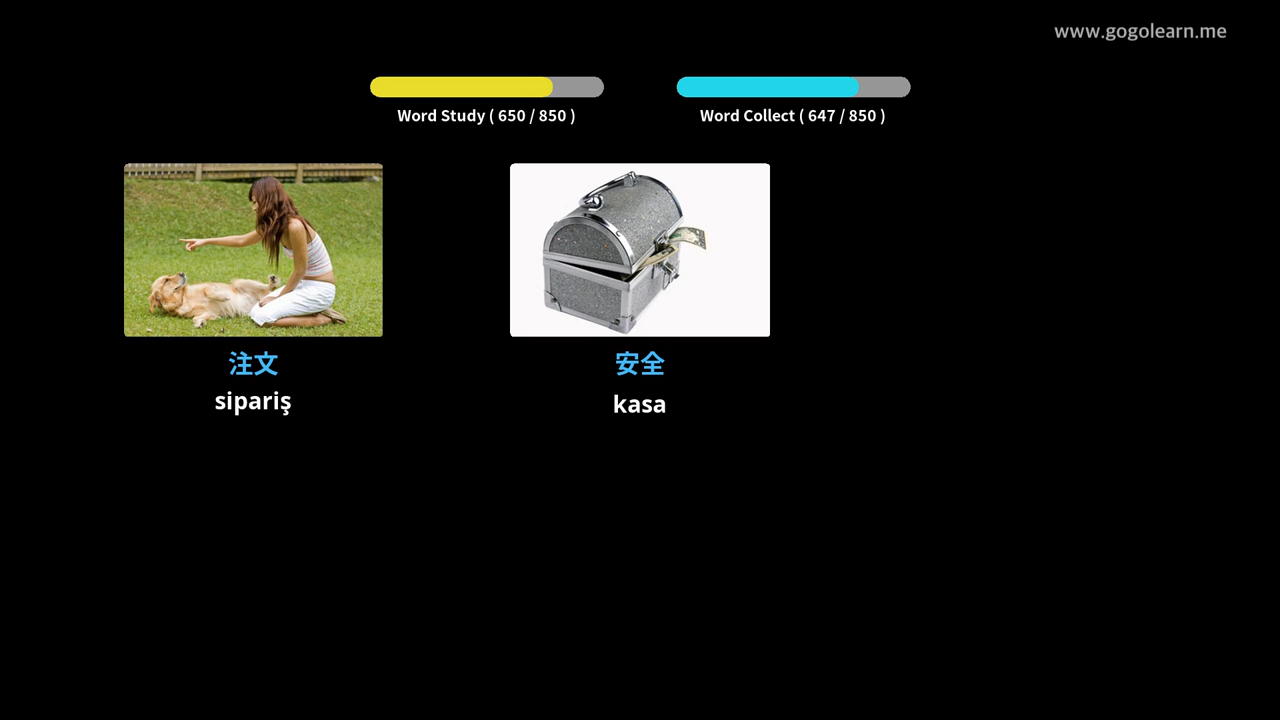 www.gogolearn.me
Word Study ( 650 / 850 )
Word Collect ( 647 / 850 )
注文
sipariş
安全
kasa